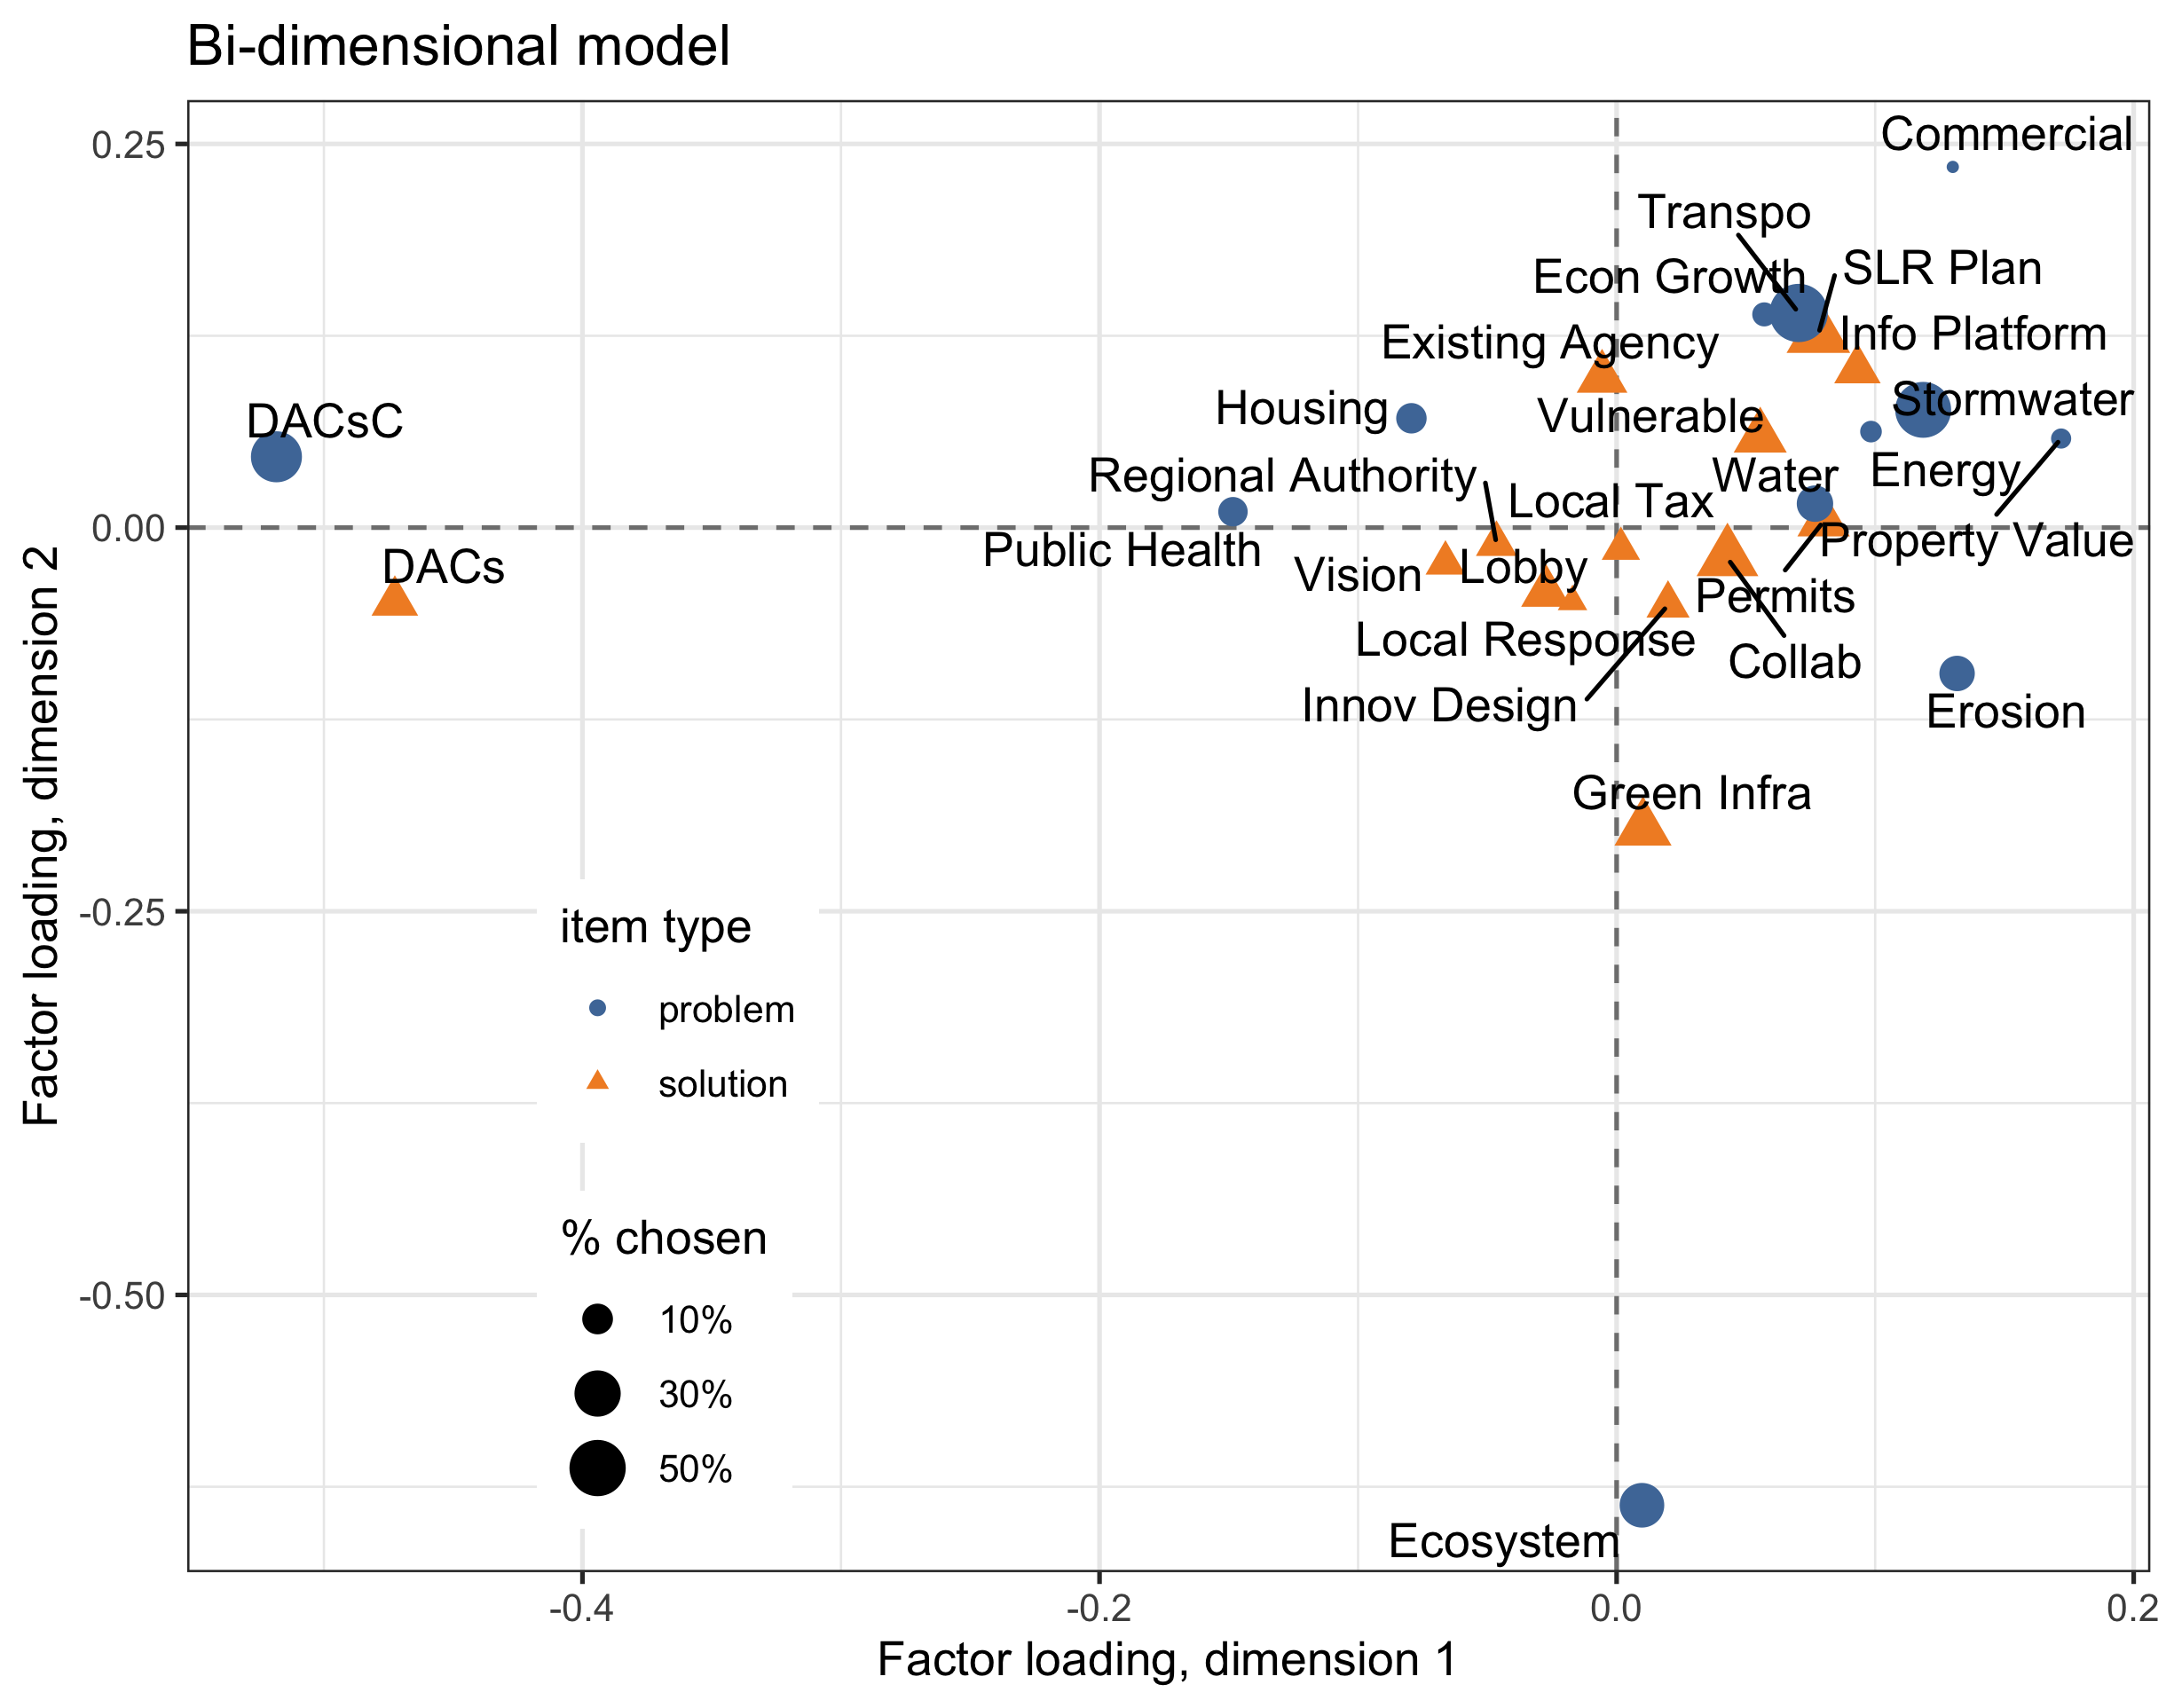 Bi-dimensional model
Factor loading, dimension 2
0.25
0.00
-0.25
-0.50
Commercial
Transpo
SLR Plan
Econ Growth
Info Platform
Existing Agency
Stormwater
Housing
Vulnerable
DACsC
Regional Authority
Water
Energy
Local Tax
Public Health
Property Value
DACs
Vision
Lobby
Permits
Local Response
Collab
Innov Design
Erosion
Green Infra
Ecosystem
item type
problem
solution
% chosen
10%
30%
50%
-0.4
-0.2
0.0
0.2
Factor loading, dimension 1